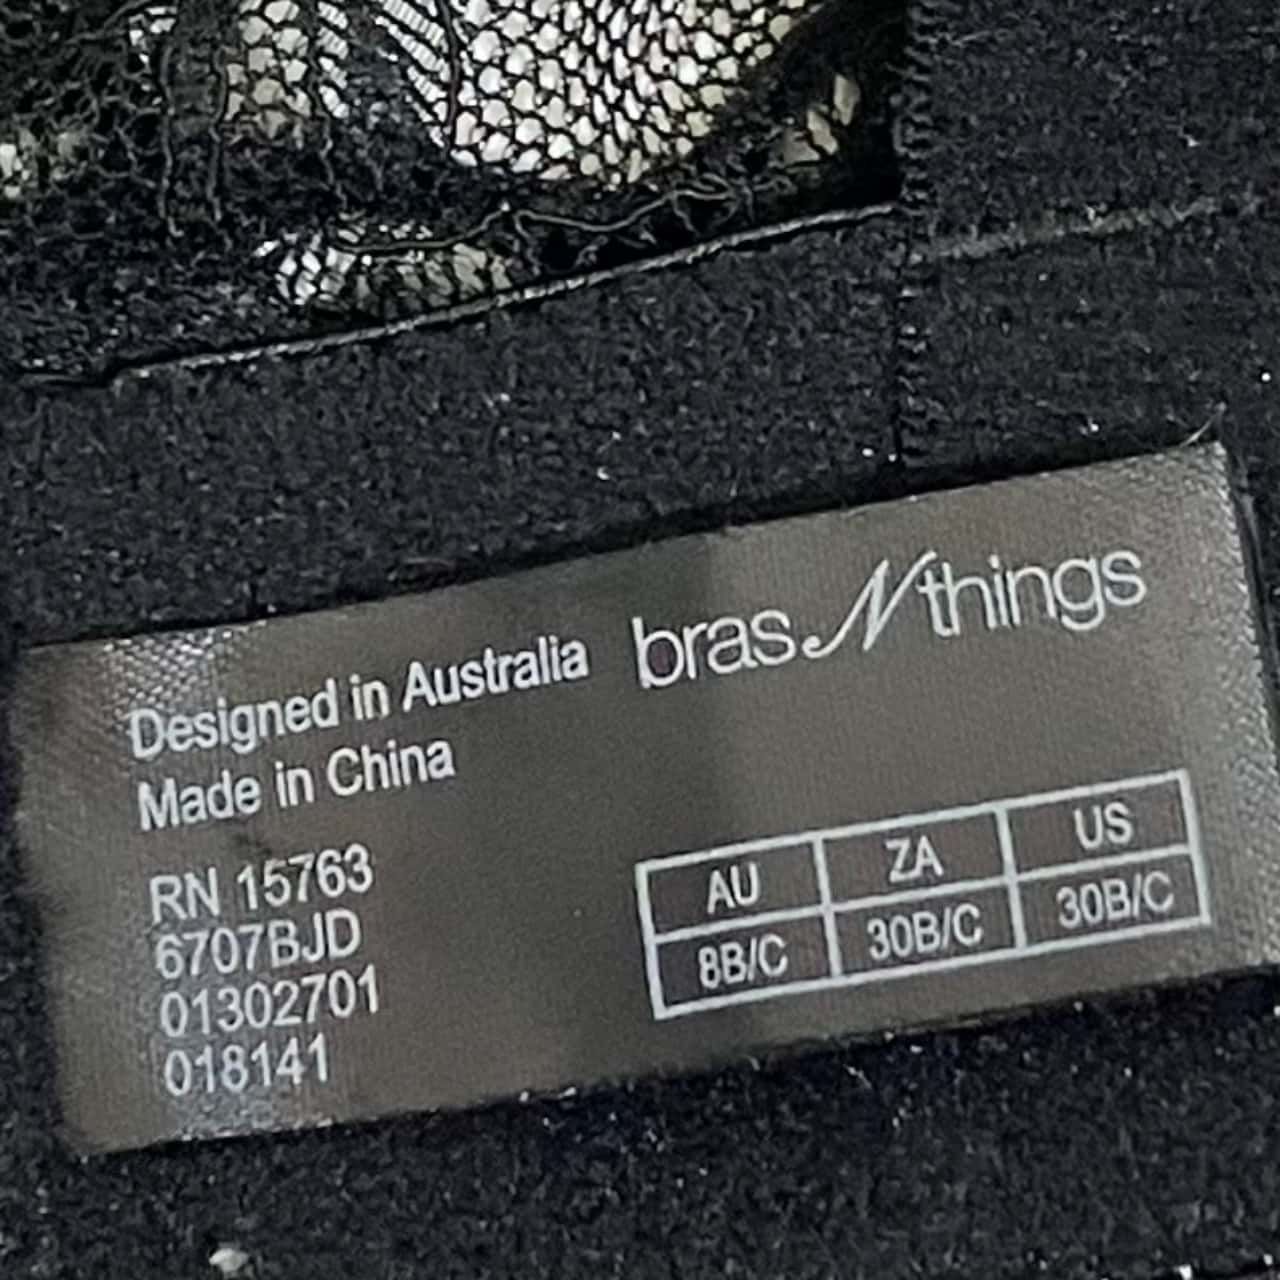 bras N things
Designed in Australia
Made in China
RN 15763
6707BJD
01302701
018141
AU ZA US
8B/C 30B/C 30B/C